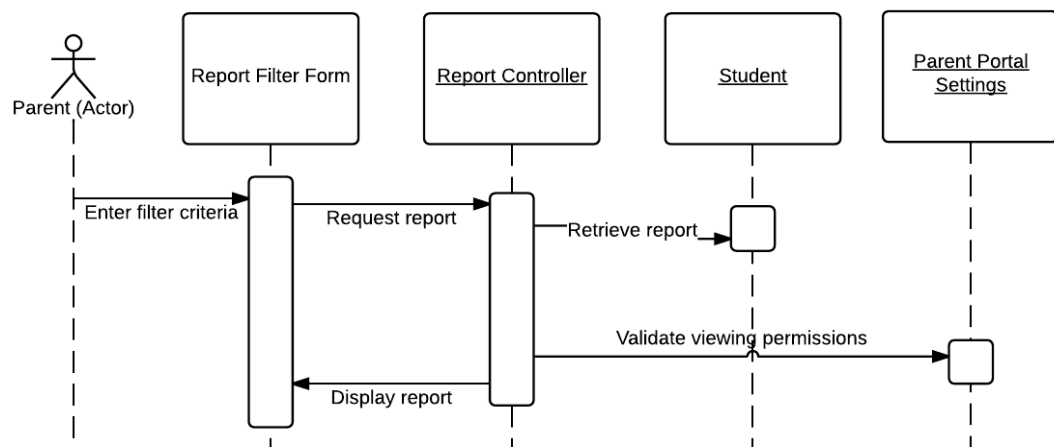 Parent (Actor)
Report Filter Form
Report Controller
Student
Parent Portal
Settings
Enter filter criteria
Request report
Retrieve report
Validate viewing permissions
Display report